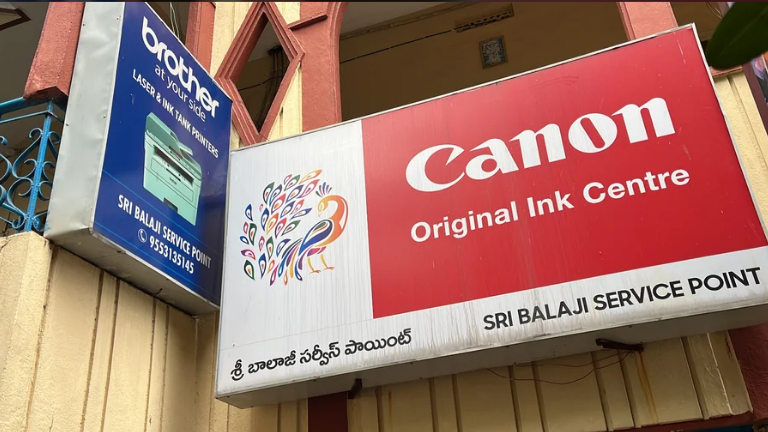 brother
at your side
LASER & INK TANK PRINTERS
SRI BALAJI SERVICE POINT
9553135145
Canon
Original Ink Centre
SRI BALAJI SERVICE POINT
శ్రీ బాలాజీ సర్వీస్ పాయింట్